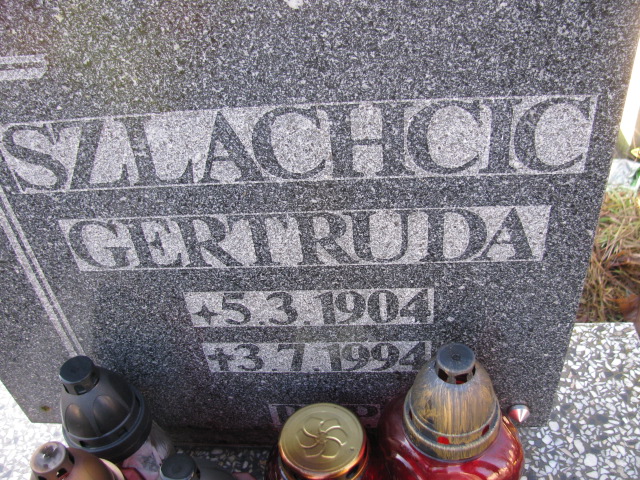 SZLACHCIC
GERTRUDA
+5.3.1904
+3.7.1994